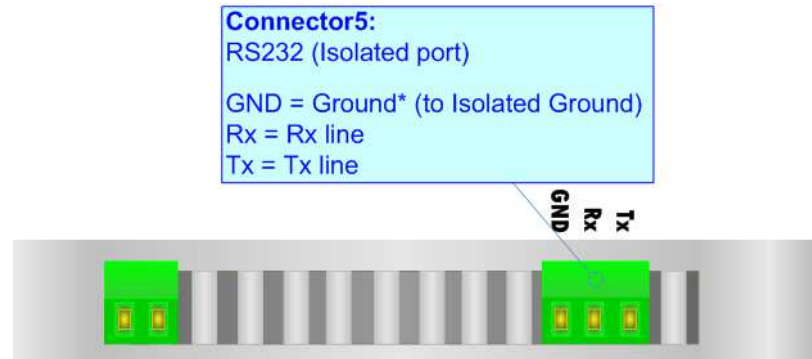 Connector5:
RS232 (Isolated port)
GND = Ground* (to Isolated Ground)
Rx = Rx line
Tx = Tx line
GND
Rx
Tx